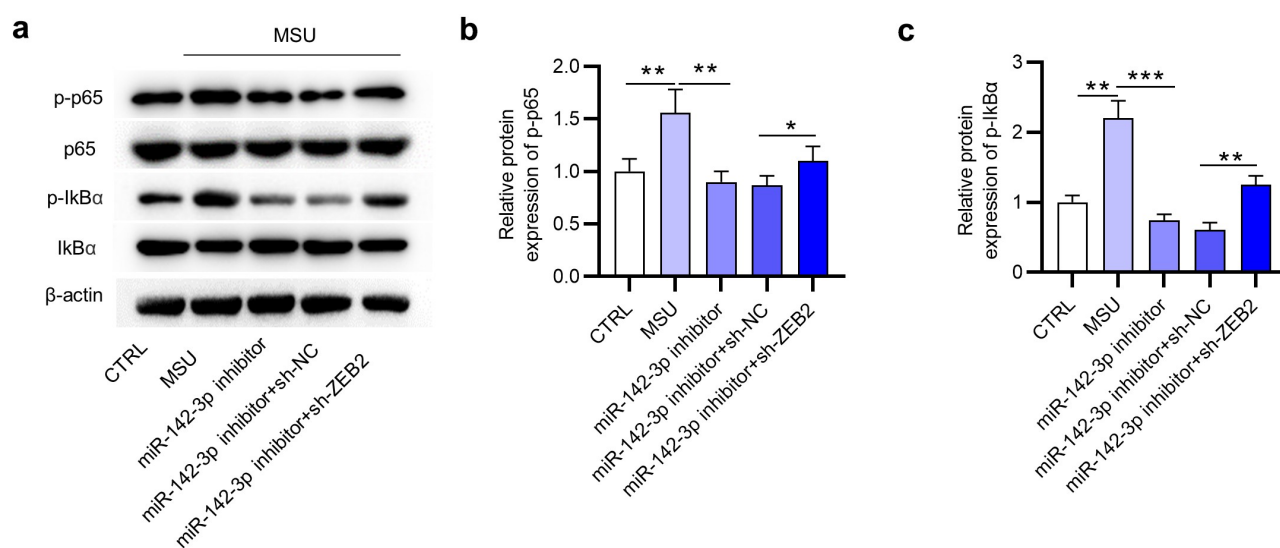 a
MSU
p-p65
p65
p-IkBα
IkBα
β-actin
CTRL
MSU
miR-142-3p inhibitor
miR-142-3p inhibitor+sh-NC
miR-142-3p inhibitor+sh-ZEB2
b
Relative protein
expression of p-p65
2.0
1.5
1.0
0.5
0.0
**
**
*
CTRL
MSU
miR-142-3p inhibitor
miR-142-3p inhibitor+sh-NC
miR-142-3p inhibitor+sh-ZEB2
c
Relative protein
expression of p-IkBα
3
2
1
0
**
***
**
CTRL
MSU
miR-142-3p inhibitor
miR-142-3p inhibitor+sh-NC
miR-142-3p inhibitor+sh-ZEB2